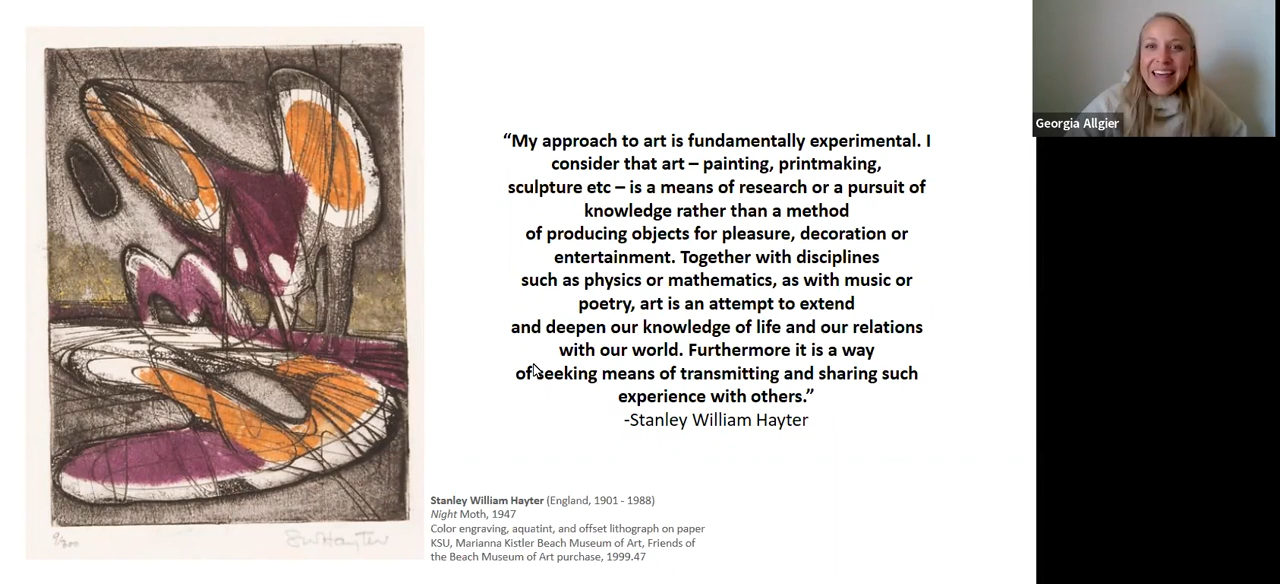 “My approach to art is fundamentally experimental. I
consider that art – painting, printmaking,
sculpture etc – is a means of research or a pursuit of
knowledge rather than a method
of producing objects for pleasure, decoration or
entertainment. Together with disciplines
such as physics or mathematics, as with music or
poetry, art is an attempt to extend
and deepen our knowledge of life and our relations
with our world. Furthermore it is a way
of seeking means of transmitting and sharing such
experience with others.”
-Stanley William Hayter
Stanley William Hayter (England, 1901 - 1988)
Night Moth, 1947
Color engraving, aquatint, and offset lithograph on paper
KSU, Marianna Kistler Beach Museum of Art, Friends of
the Beach Museum of Art purchase, 1999.47
Georgia Allgier